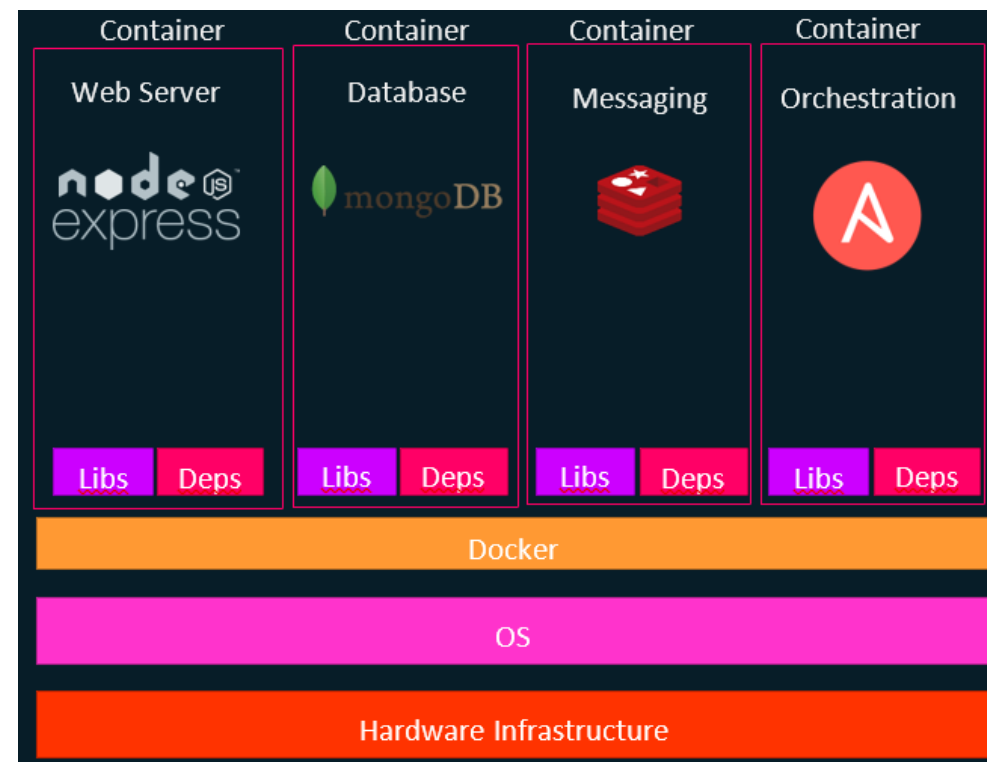 Container
Container
Container
Container
Web Server
Database
Messaging
Orchestration
node JS
express
mongoDB
A
Libs
Deps
Libs
Deps
Libs
Deps
Libs
Deps
Docker
OS
Hardware Infrastructure